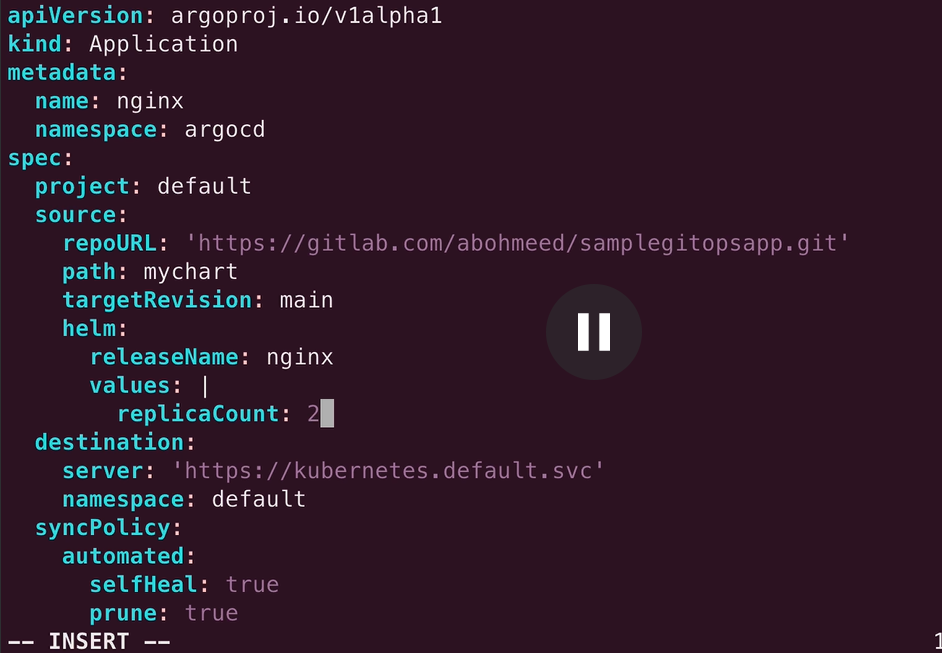 apiVersion: argoproj.io/v1alpha1
kind: Application
metadata:
  name: nginx
  namespace: argocd
spec:
  project: default
  source:
    repoURL: 'https://gitlab.com/abohmeed/samplegitopsapp.git'
    path: mychart
    targetRevision: main
    helm:
      releaseName: nginx
      values: |
        replicaCount: 2
  destination:
    server: 'https://kubernetes.default.svc'
    namespace: default
  syncPolicy:
    automated:
      selfHeal: true
      prune: true
-- INSERT -- 1